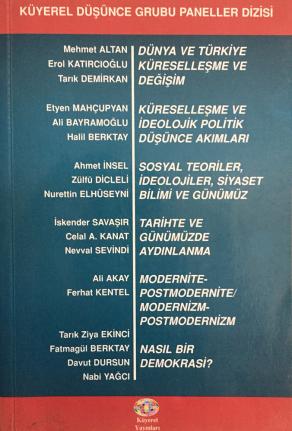 KÜYEREL DÜŞÜNCE GRUBU PANELLER DİZİSİ
Mehmet ALTAN
Erol KATIRCIOĞLU
Tarık DEMİRKAN
DÜNYA VE TÜRKİYE
KÜRESELLEŞME VE
DEĞİŞİM
Etyen MAHÇUPYAN
Ali BAYRAMOĞLU
Halil BERKTAY
KÜRESELLEŞME VE
İDEOLOJİK POLİTİK
DÜŞÜNCE AKIMLARI
Ahmet İNSEL
Zülfü DİCLELİ
Nurettin ELHÜSEYNİ
SOSYAL TEORİLER,
İDEOLOJİLER, SİYASET
BİLİMİ VE GÜNÜMÜZ
İskender SAVAŞIR
Celal A. KANAT
Nevval SEVİNDİ
TARİHTE VE
GÜNÜMÜZDE
AYDINLANMA
Ali AKAY
Ferhat KENTEL
MODERNİTE-
POSTMODERNİTE/
MODERNİZM-
POSTMODERNİZM
Tarık Ziya EKİNCİ
Fatmagül BERKTAY
Davut DURSUN
Nabi YAĞCI
NASIL BİR
DEMOKRASİ?
Küyerel
Yayınları